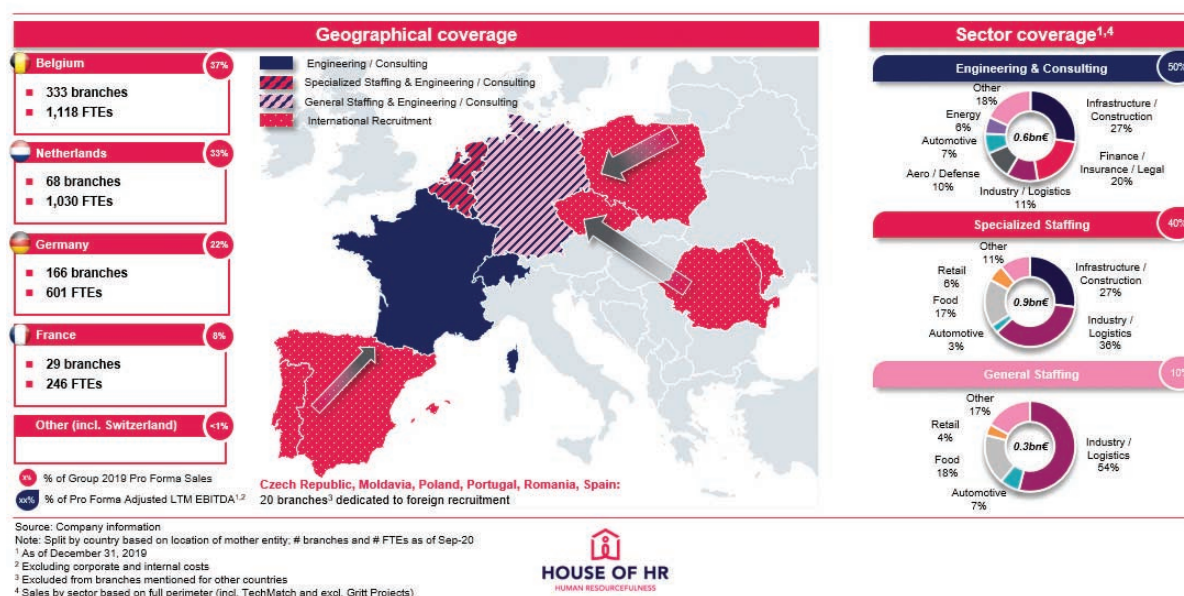 Geographical coverage
Belgium
37%
333 branches
1,118 FTEs
Netherlands
33%
68 branches
1,030 FTEs
Germany
22%
166 branches
601 FTEs
France
8%
29 branches
246 FTEs
Other (incl. Switzerland)
<1%
x% % of Group 2019 Pro Forma Sales
xx% % of Pro Forma Adjusted LTM EBITDA1,2
Engineering / Consulting
Specialized Staffing & Engineering / Consulting
General Staffing & Engineering / Consulting
International Recruitment
Czech Republic, Moldavia, Poland, Portugal, Romania, Spain:
20 branches3 dedicated to foreign recruitment
Sector coverage1,4
Engineering & Consulting
50%
Other
18%
Energy
6%
Automotive
7%
Aero / Defense
10%
Industry / Logistics
11%
Finance /
Insurance / Legal
20%
Infrastructure /
Construction
27%
0.6bn€
Specialized Staffing
40%
Other
11%
Retail
6%
Food
17%
Automotive
3%
Infrastructure /
Construction
27%
Industry /
Logistics
36%
0.9bn€
General Staffing
10%
Other
17%
Retail
4%
Food
18%
Automotive
7%
Industry /
Logistics
54%
0.3bn€
Source: Company information
Note: Split by country based on location of mother entity; # branches and # FTEs as of Sep-20
1 As of December 31, 2019
2 Excluding corporate and internal costs
3 Excluded from branches mentioned for other countries
4 Sales by sector based on full perimeter (incl. TechMatch and excl. Gritt Projects)
HOUSE OF HR
HUMAN RESOURCEFULNESS